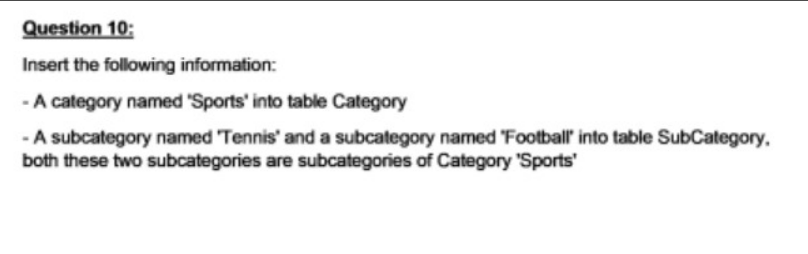 Question 10:
Insert the following information:
- A category named 'Sports' into table Category
- A subcategory named 'Tennis' and a subcategory named 'Football' into table SubCategory,
both these two subcategories are subcategories of Category 'Sports'